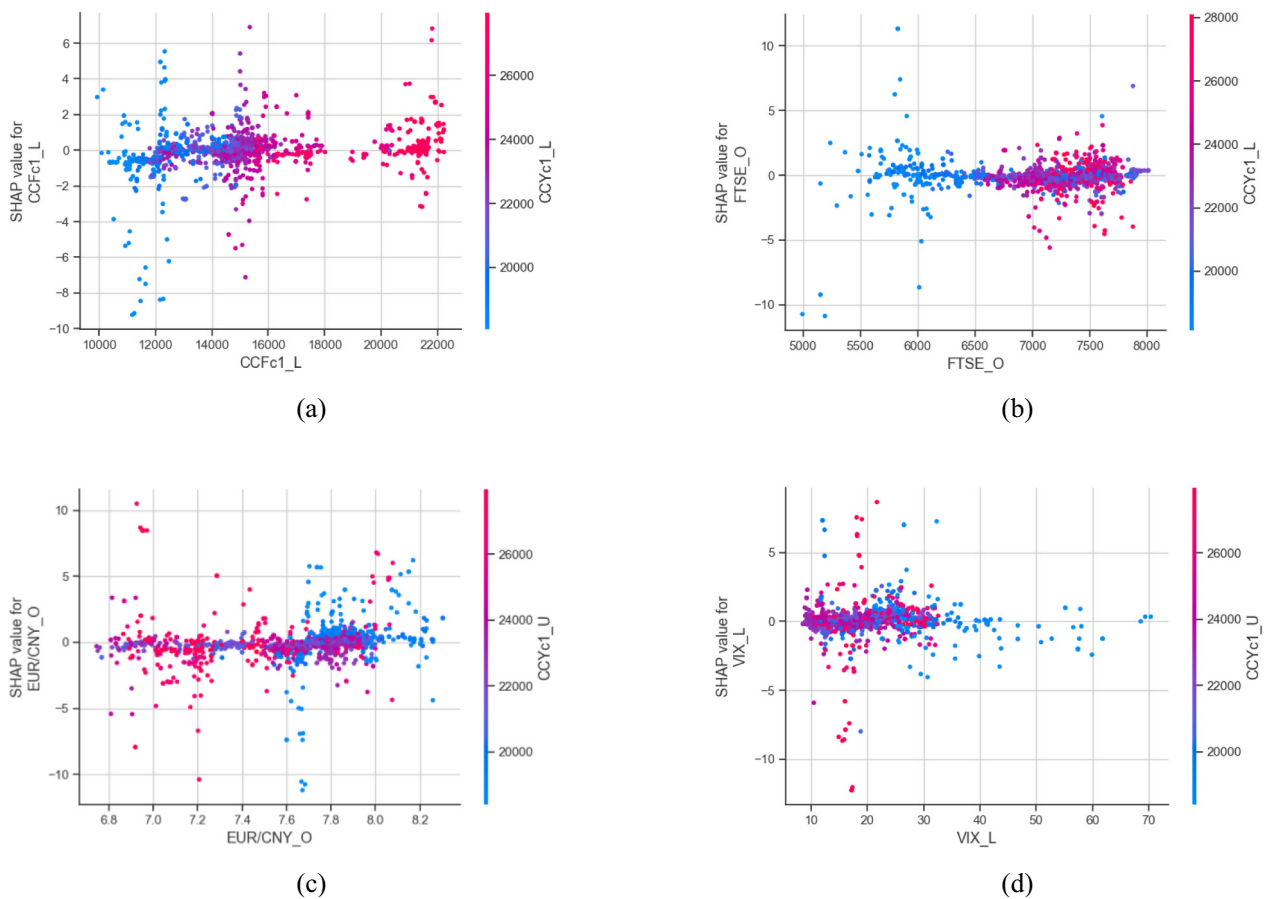 6
4
2
0
−2
−4
−6
−8
−10
SHAP value for
CCFc1_L
10000 12000 14000 16000 18000 20000 22000
CCFc1_L
26000
24000
22000
20000
CCYc1_L
(a)
10
5
0
−5
−10
SHAP value for
FTSE_O
5000 5500 6000 6500 7000 7500 8000
FTSE_O
28000
26000
24000
22000
20000
CCYc1_L
(b)
10
5
0
−5
−10
SHAP value for
EUR/CNY_O
6.8 7.0 7.2 7.4 7.6 7.8 8.0 8.2
EUR/CNY_O
26000
24000
22000
20000
CCYc1_U
(c)
5
0
−5
−10
SHAP value for
VIX_L
10 20 30 40 50 60 70
VIX_L
26000
24000
22000
20000
CCYc1_U
(d)